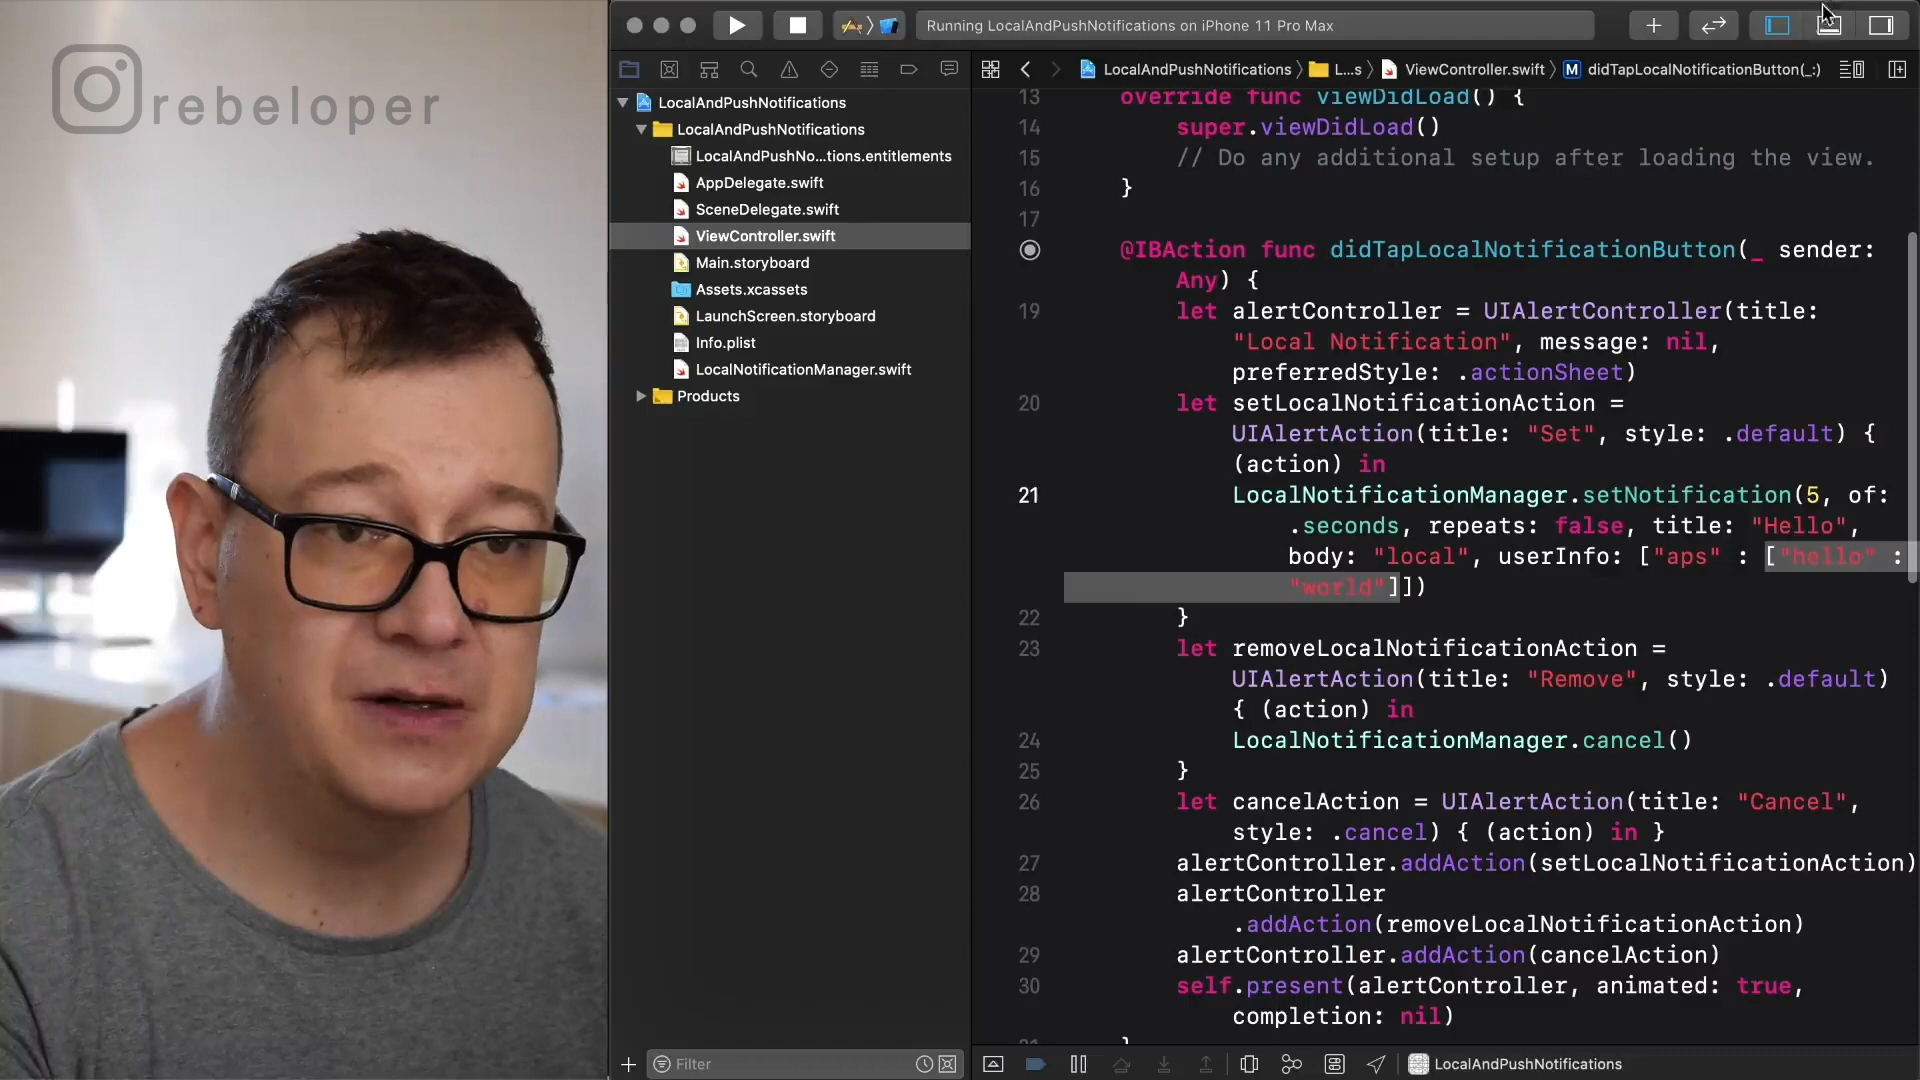 @rebeloper
Running LocalAndPushNotifications on iPhone 11 Pro Max
LocalAndPushNotifications
L...s
ViewController.swift
M
didTapLocalNotificationButton(_:)
LocalAndPushNotifications
LocalAndPushNotifications
LocalAndPushNo...tions.entitlements
AppDelegate.swift
SceneDelegate.swift
ViewController.swift
Main.storyboard
Assets.xcassets
LaunchScreen.storyboard
Info.plist
LocalNotificationManager.swift
Products
13 override func viewDidLoad() {
14 super.viewDidLoad()
15 // Do any additional setup after loading the view.
16 }
17
@IBAction func didTapLocalNotificationButton(_ sender:
Any) {
19 let alertController = UIAlertController(title:
"Local Notification", message: nil,
preferredStyle: .actionSheet)
20 let setLocalNotificationAction =
UIAlertAction(title: "Set", style: .default) {
(action) in
21 LocalNotificationManager.setNotification(5, of:
.seconds, repeats: false, title: "Hello",
body: "local", userInfo: ["aps" : ["hello" :
"world"]])
22 }
23 let removeLocalNotificationAction =
UIAlertAction(title: "Remove", style: .default)
{ (action) in
24 LocalNotificationManager.cancel()
25 }
26 let cancelAction = UIAlertAction(title: "Cancel",
style: .cancel) { (action) in }
27 alertController.addAction(setLocalNotificationAction)
28 alertController
.addAction(removeLocalNotificationAction)
29 alertController.addAction(cancelAction)
30 self.present(alertController, animated: true,
completion: nil)
Filter
LocalAndPushNotifications